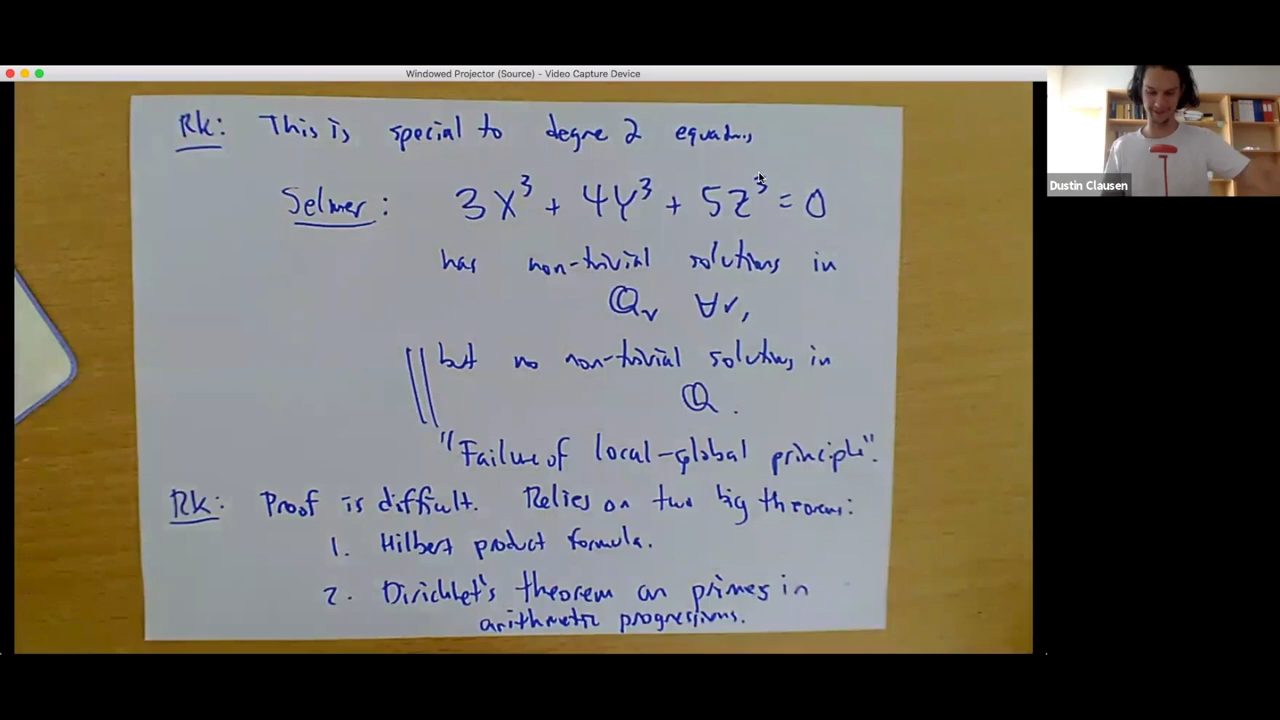 Windowed Projector (Source) - Video Capture Device
Rk: This is special to degree 2 equations
Selmer: 3X³ + 4Y³ + 5Z³ = 0
has non-trivial solutions in
ℚᵥ ∀v,
but no non-trivial solutions in
ℚ.
"Failure of local-global principle".
Rk: Proof is difficult. Relies on two big theorems:
1. Hilbert product formula.
2. Dirichlet's theorem on primes in
arithmetic progressions.
Dustin Clausen